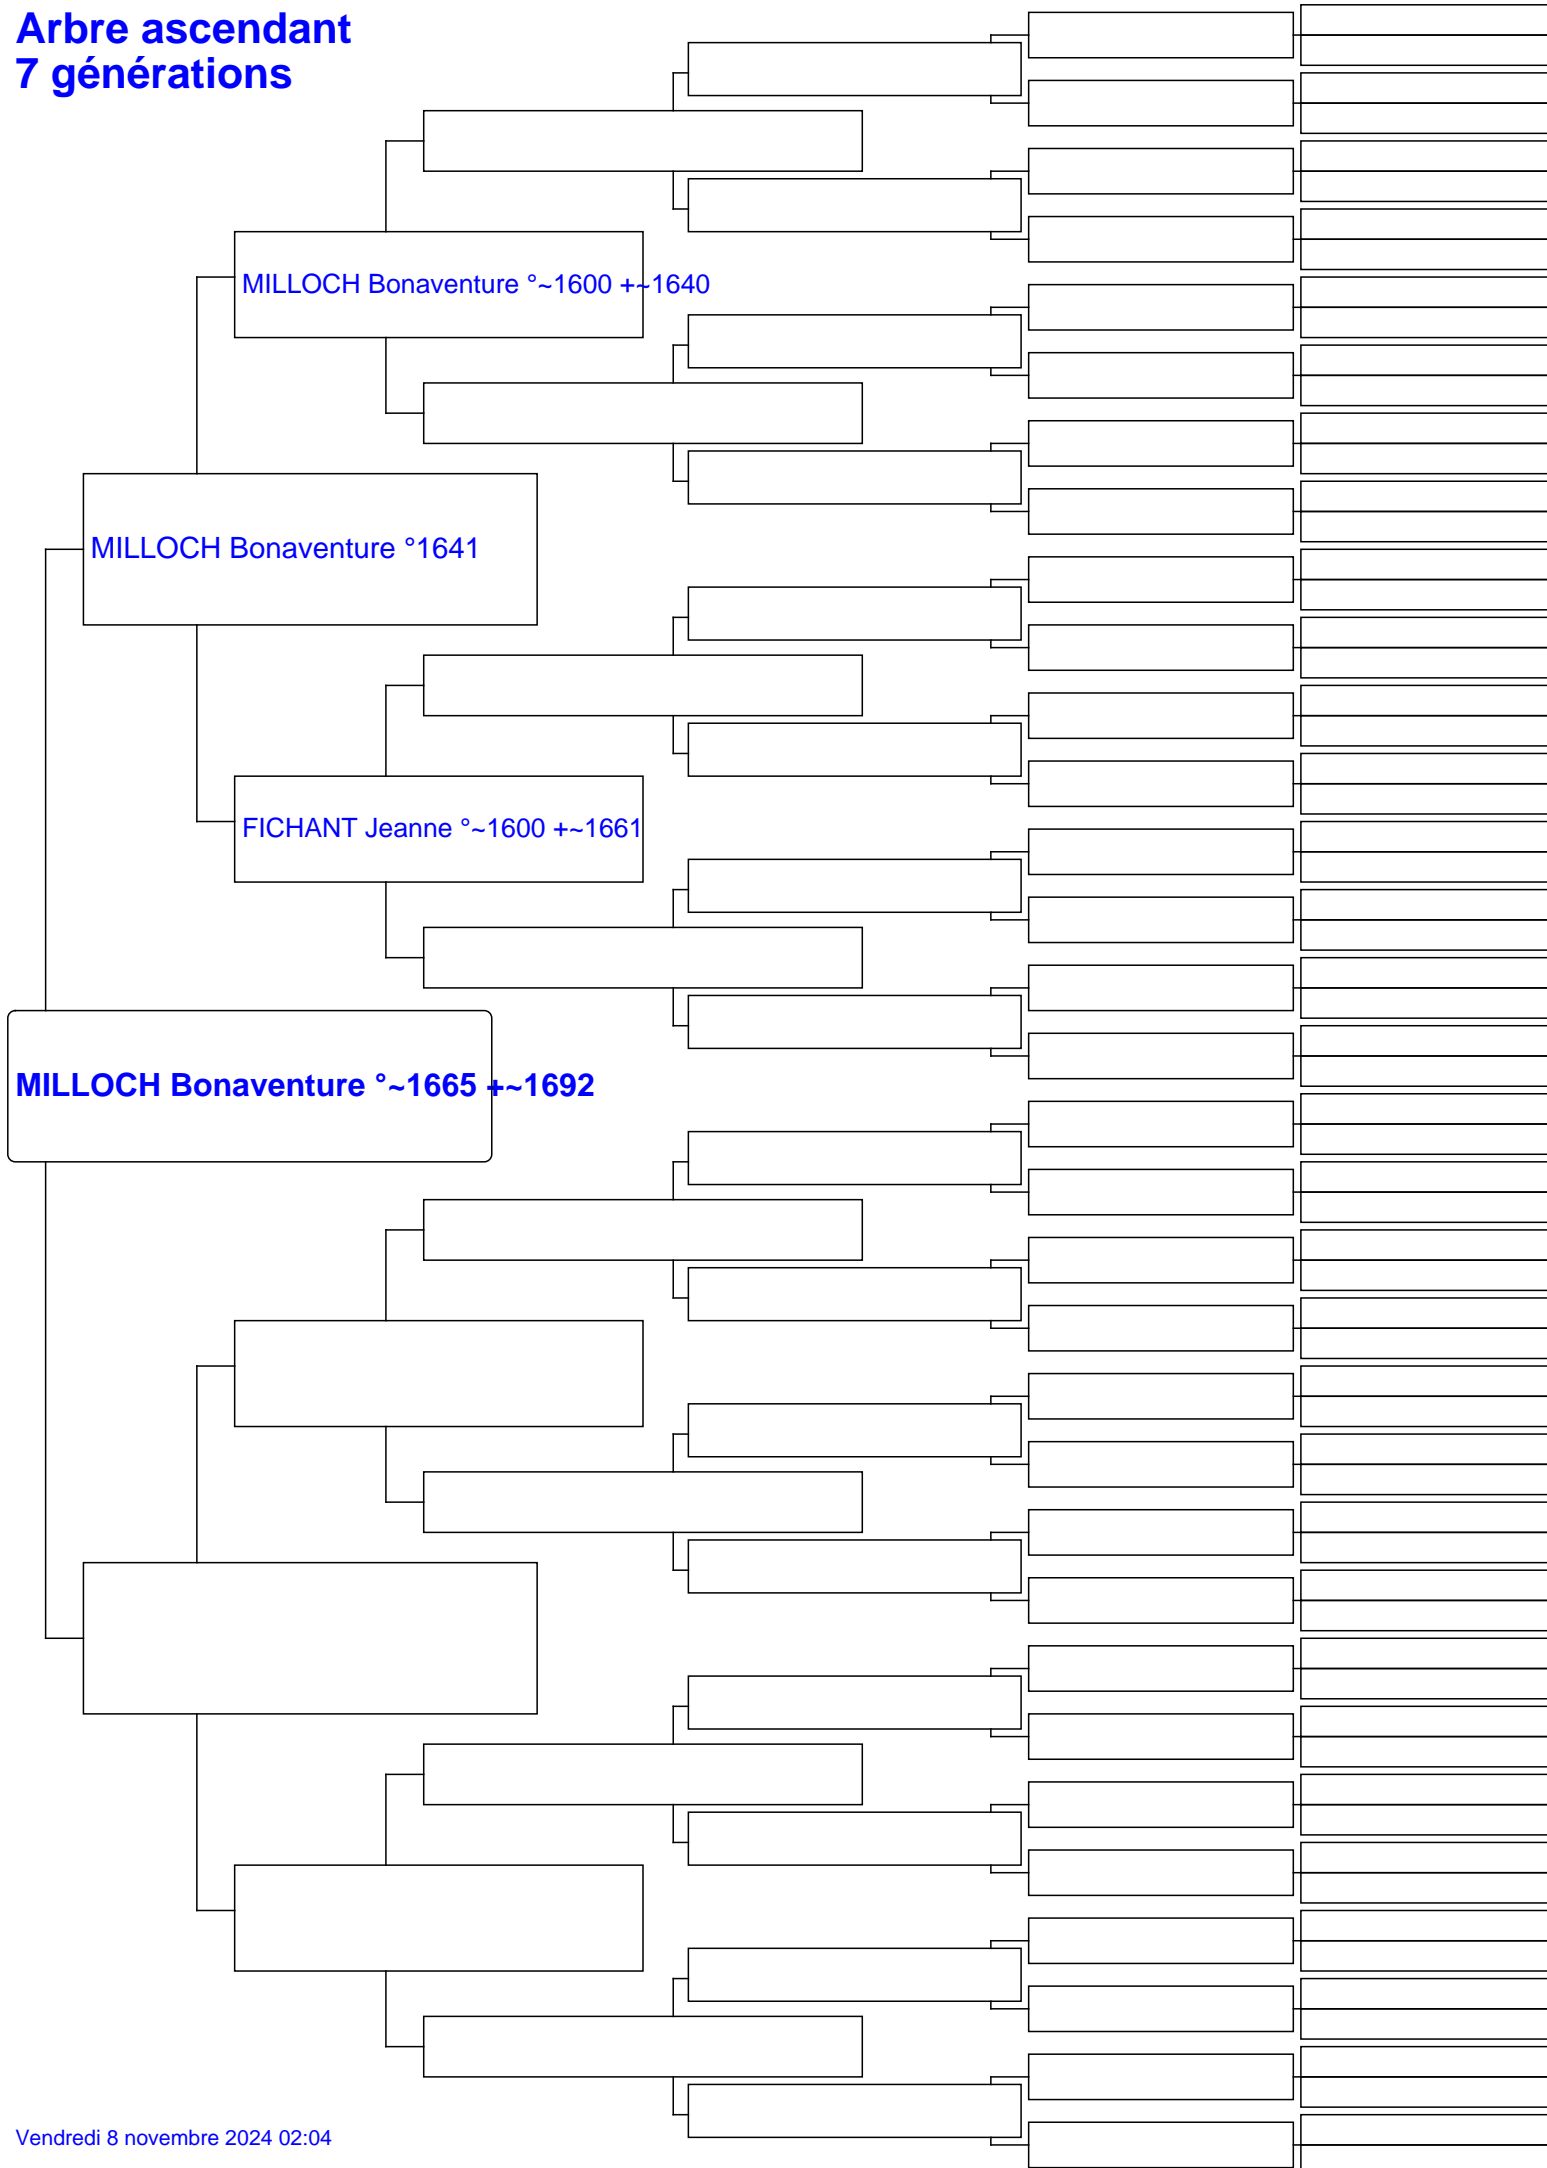 Arbre ascendant
7 générations
MILLOCH Bonaventure °~1600 +~1640
MILLOCH Bonaventure °1641
FICHANT Jeanne °~1600 +~1661
MILLOCH Bonaventure °~1665 +~1692
Vendredi 8 novembre 2024 02:04